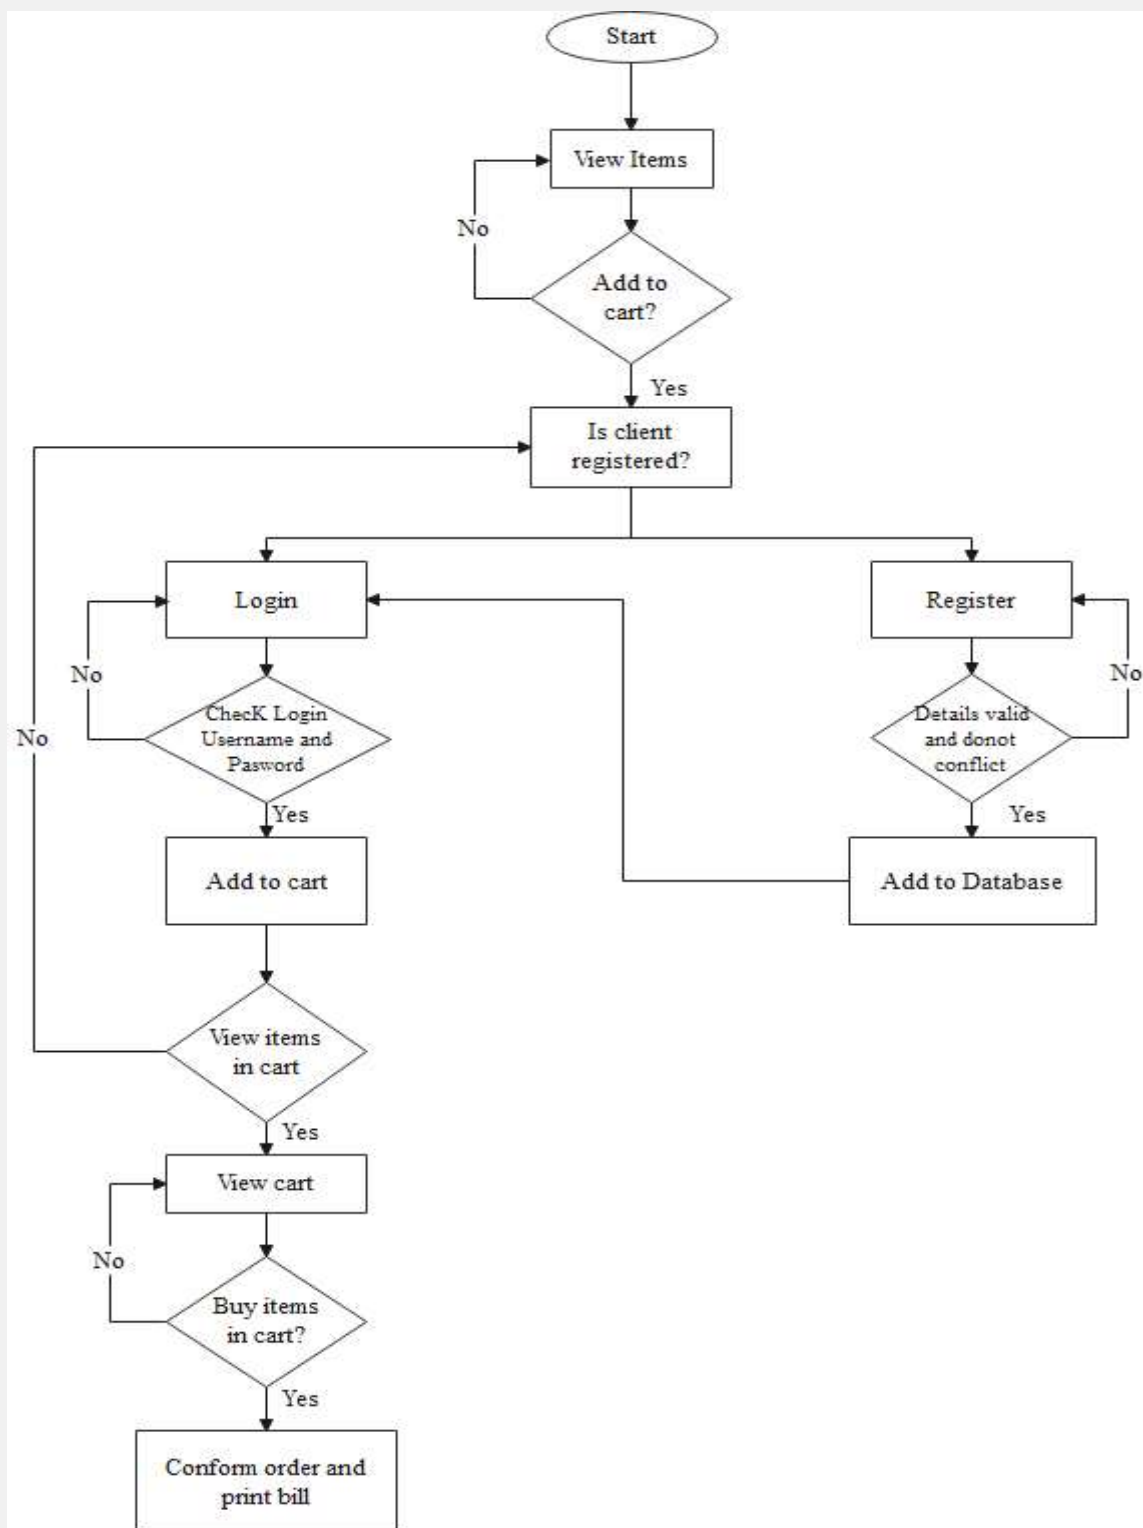 Start
View Items
No
Add to
cart?
Yes
Is client
registered?
Login
Register
No
No
ChecK Login
Username and
Pasword
Details valid
and donot
conflict
No
Yes
Yes
Add to cart
Add to Database
View items
in cart
Yes
View cart
No
Buy items
in cart?
Yes
Conform order and
print bill